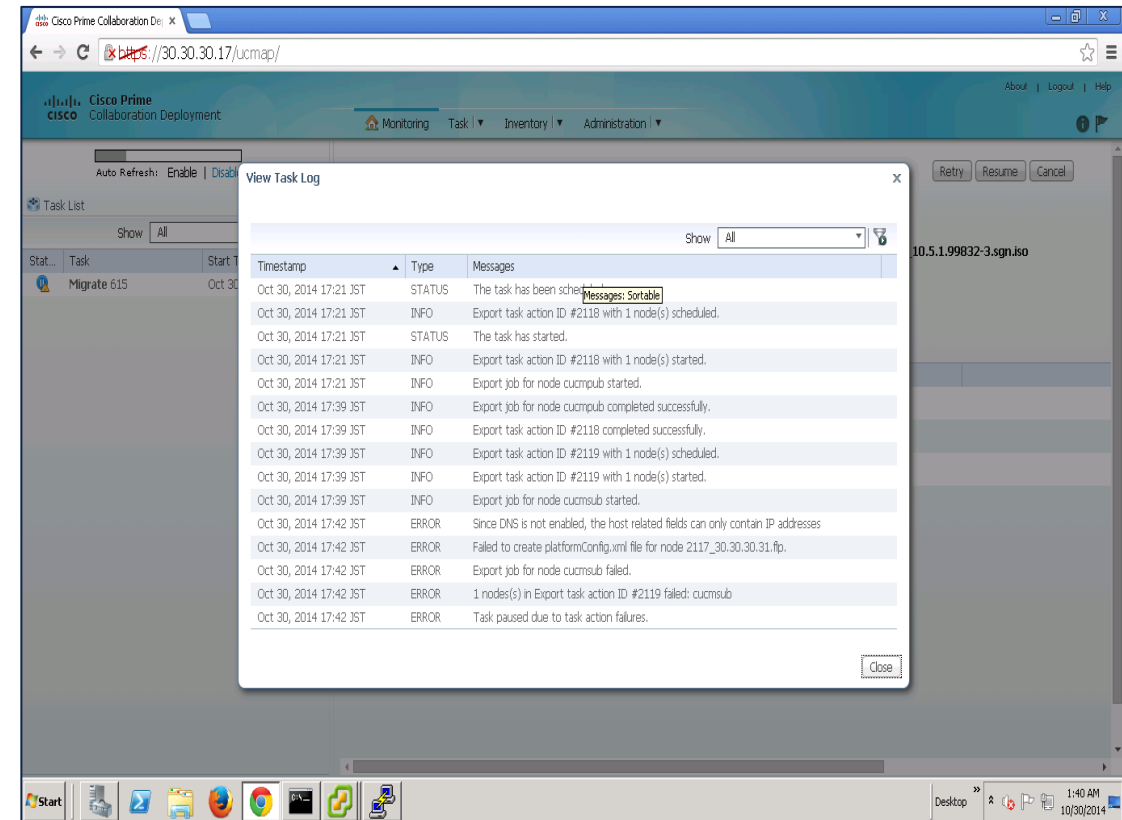 Cisco Prime Collaboration De
https://30.30.30.17/ucmap/
About | Logout | Help
cisco
Cisco Prime
Collaboration Deployment
Monitoring Task Inventory Administration
Auto Refresh: Enable | Disabl
View Task Log
x
Retry Resume Cancel
Task List
Show All
Show All
10.5.1.99832-3.sgn.iso
Stat... Task Start T
Migrate 615 Oct 30
Timestamp Type Messages
Oct 30, 2014 17:21 JST STATUS The task has been sched
Messages: Sortable
Oct 30, 2014 17:21 JST INFO Export task action ID #2118 with 1 node(s) scheduled.
Oct 30, 2014 17:21 JST STATUS The task has started.
Oct 30, 2014 17:21 JST INFO Export task action ID #2118 with 1 node(s) started.
Oct 30, 2014 17:21 JST INFO Export job for node cucmpub started.
Oct 30, 2014 17:39 JST INFO Export job for node cucmpub completed successfully.
Oct 30, 2014 17:39 JST INFO Export task action ID #2118 completed successfully.
Oct 30, 2014 17:39 JST INFO Export task action ID #2119 with 1 node(s) scheduled.
Oct 30, 2014 17:39 JST INFO Export task action ID #2119 with 1 node(s) started.
Oct 30, 2014 17:39 JST INFO Export job for node cucmsub started.
Oct 30, 2014 17:42 JST ERROR Since DNS is not enabled, the host related fields can only contain IP addresses
Oct 30, 2014 17:42 JST ERROR Failed to create platformConfig.xml file for node 2117_30.30.30.31.flp.
Oct 30, 2014 17:42 JST ERROR Export job for node cucmsub failed.
Oct 30, 2014 17:42 JST ERROR 1 nodes(s) in Export task action ID #2119 failed: cucmsub
Oct 30, 2014 17:42 JST ERROR Task paused due to task action failures.
Close
Start
Desktop
1:40 AM
10/30/2014